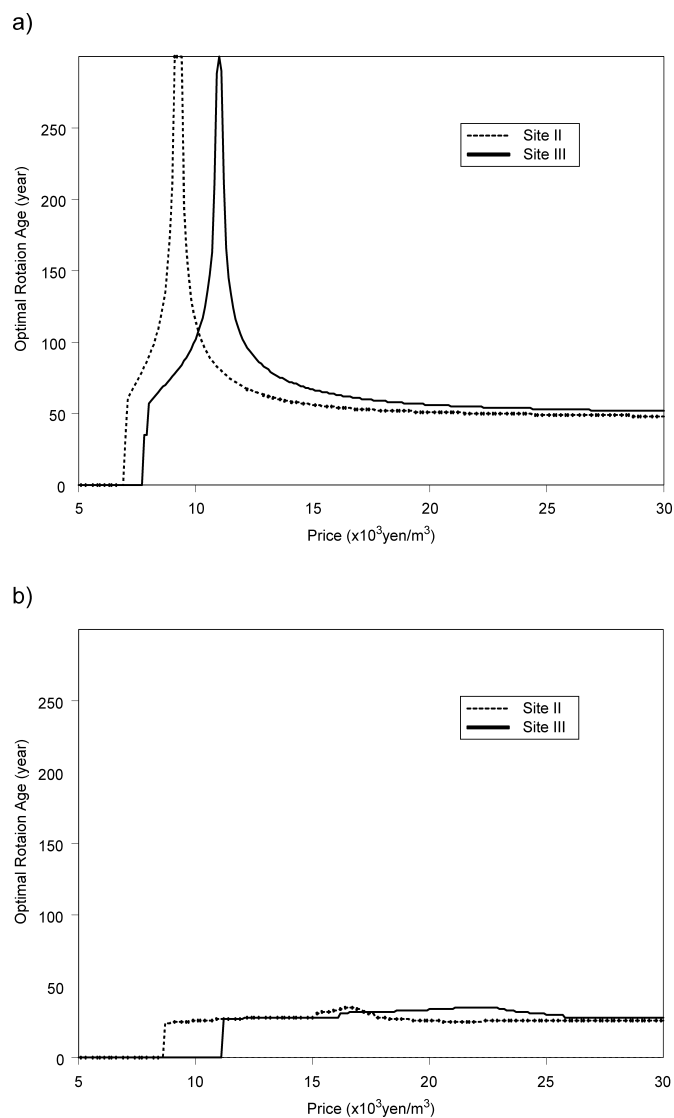 a)
250
200
150
100
50
0
Optimal Rotaion Age (year)
Site II
Site III
5 10 15 20 25 30
Price (x10³yen/m³)
b)
250
200
150
100
50
0
Optimal Rotaion Age (year)
Site II
Site III
5 10 15 20 25 30
Price (x10³yen/m³)